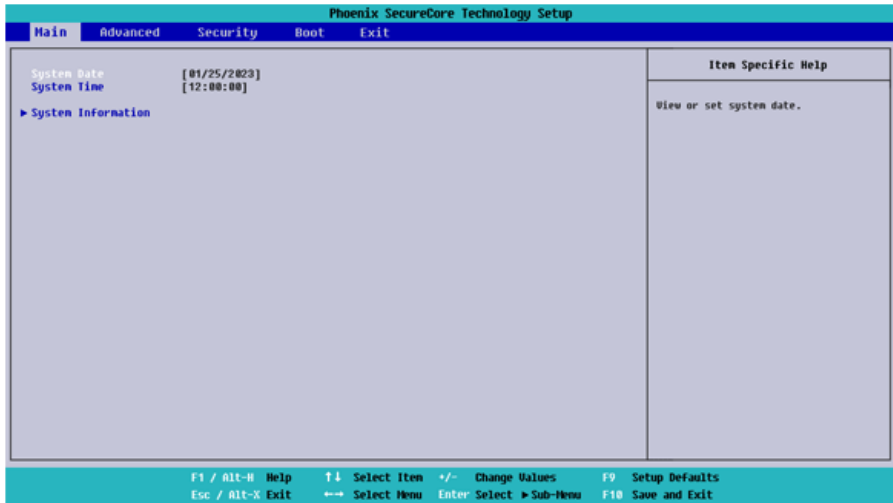 Phoenix SecureCore Technology Setup
Main Advanced Security Boot Exit
System Date [01/25/2023]
System Time [12:00:00]
► System Information
Item Specific Help
View or set system date.
F1 / Alt-H Help ↑↓ Select Item +/- Change Values F9 Setup Defaults
Esc / Alt-X Exit ←→ Select Menu Enter Select ► Sub-Menu F10 Save and Exit